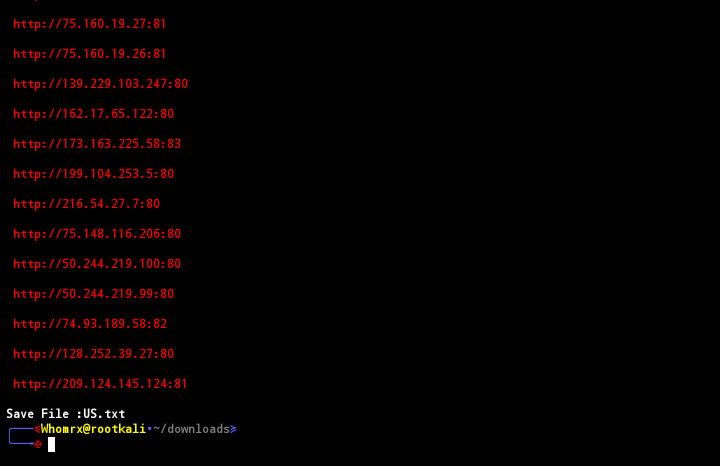 http://75.160.19.27:81
http://75.160.19.26:81
http://139.229.103.247:80
http://162.17.65.122:80
http://173.163.225.58:83
http://199.104.253.5:80
http://216.54.27.7:80
http://75.148.116.206:80
http://50.244.219.100:80
http://50.244.219.99:80
http://74.93.189.58:82
http://128.252.39.27:80
http://209.124.145.124:81
Save File :US.txt
Whomrx@rootkali•~/downloads